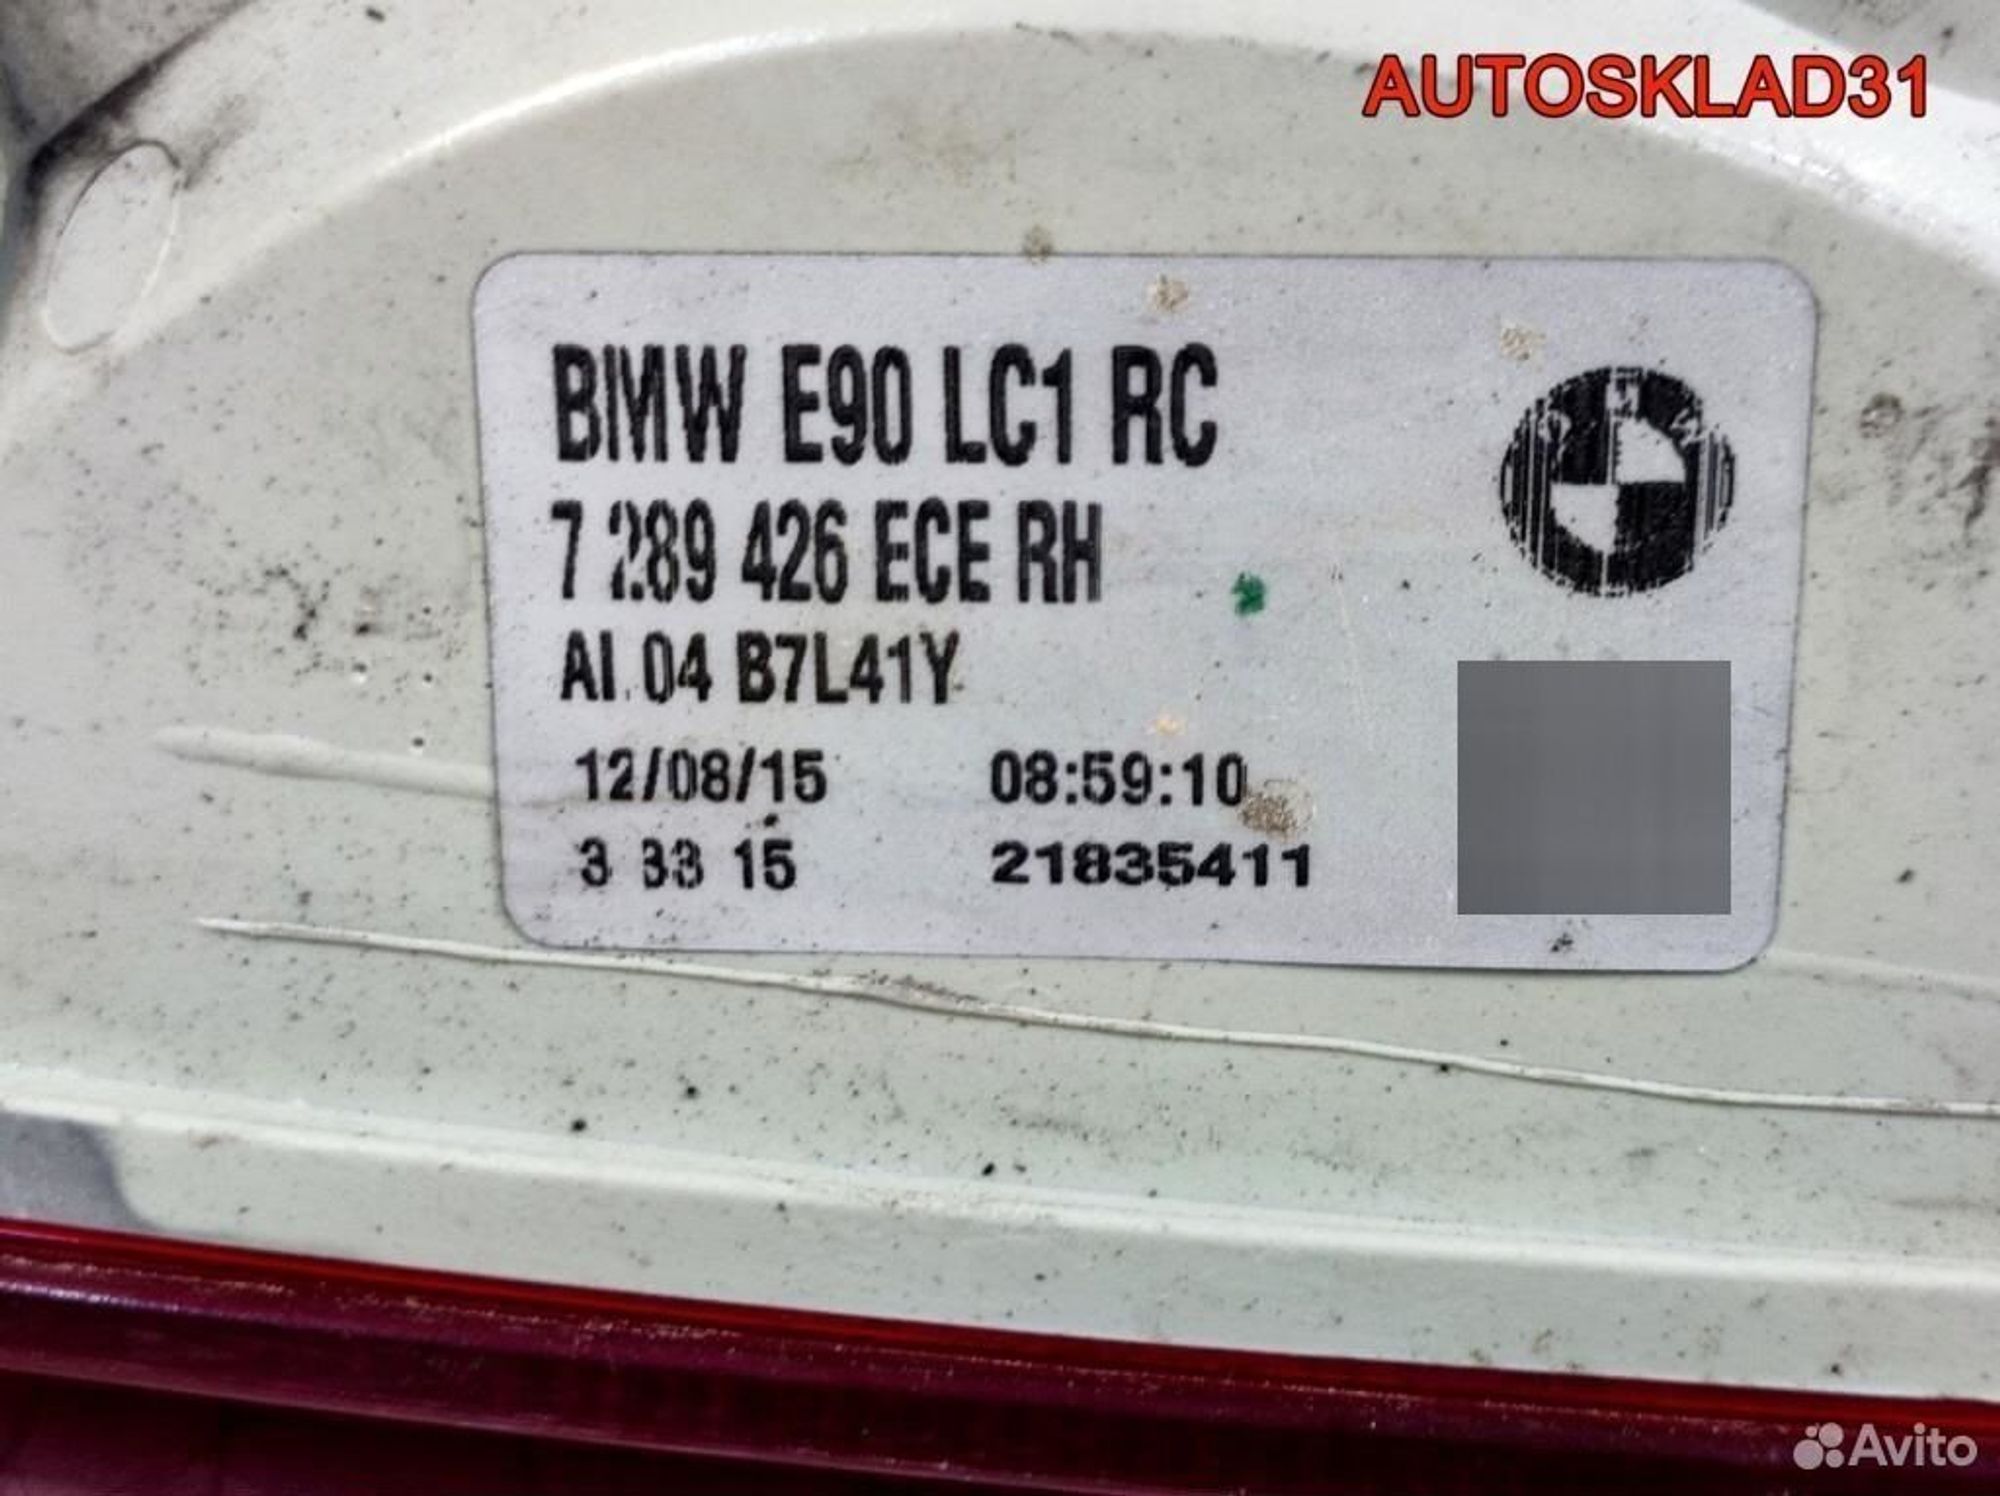 AUTOSKLAD31
BMW E90 LC1 RC
7 289 426 ECE RH
AI.04 B7L41Y
12/08/15 08:59:10
3 33 15 21835411
Avito